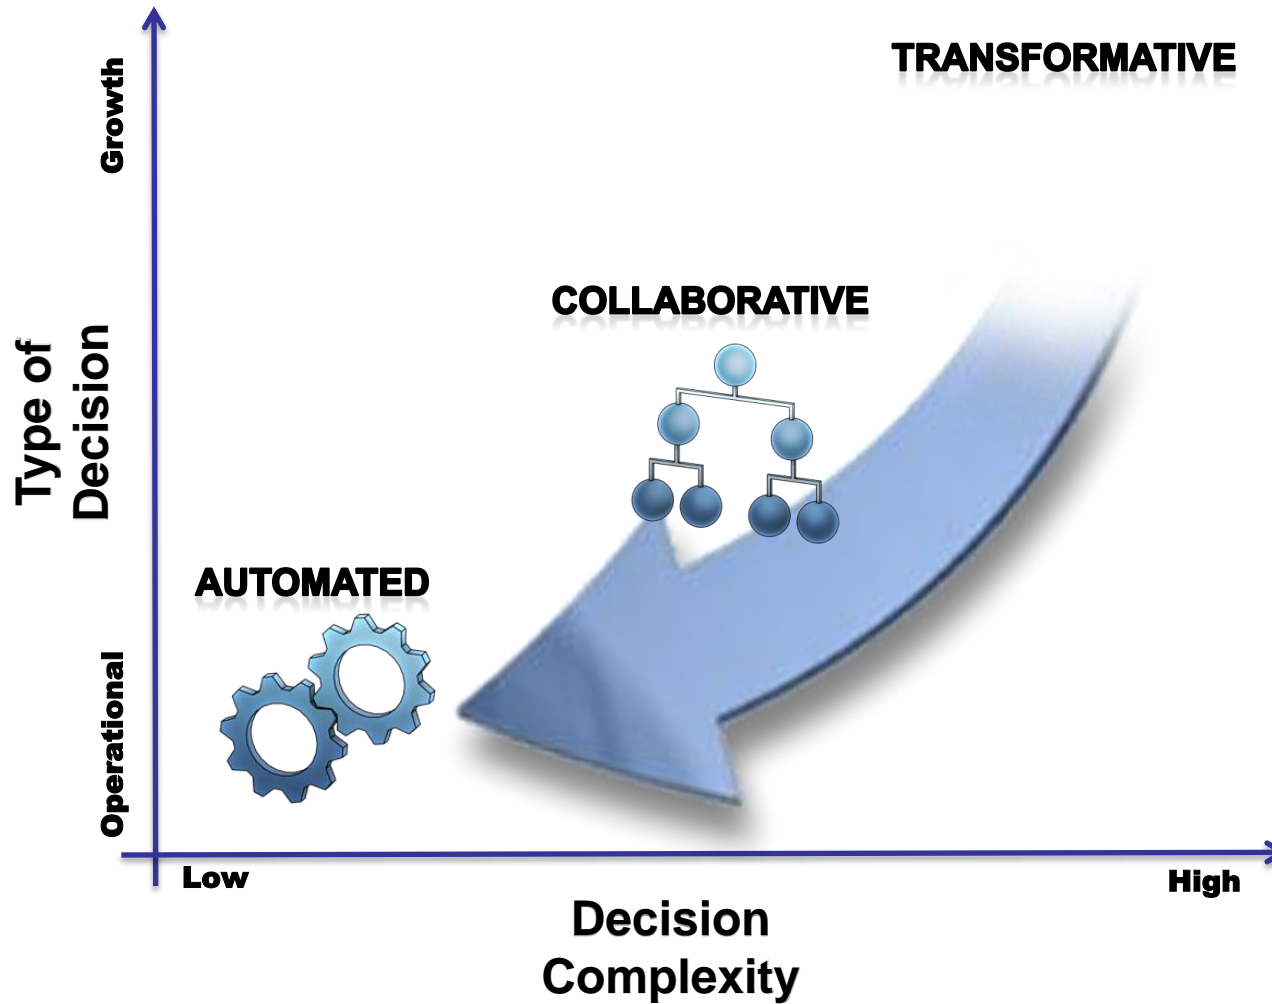 TRANSFORMATIVE
Growth
COLLABORATIVE
Type of
Decision
AUTOMATED
Operational
Low
High
Decision
Complexity